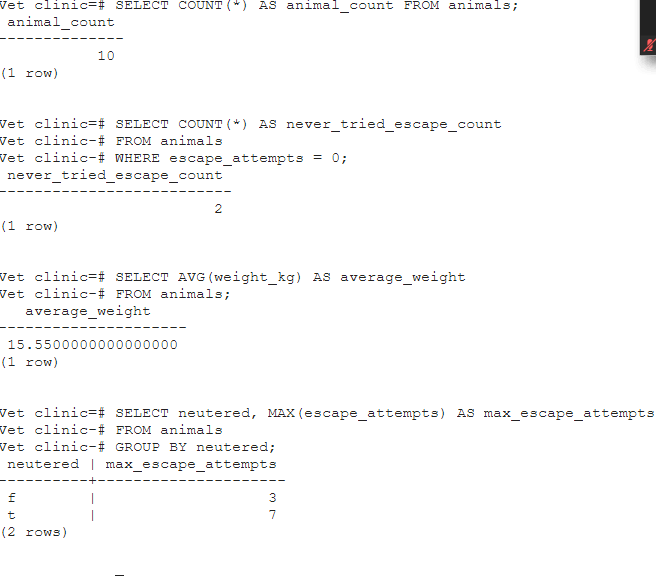 Vet clinic=# SELECT COUNT(*) AS animal_count FROM animals;
animal_count
--------------
10
(1 row)
Vet clinic=# SELECT COUNT(*) AS never_tried_escape_count
Vet clinic-# FROM animals
Vet clinic-# WHERE escape_attempts = 0;
never_tried_escape_count
--------------------------
2
(1 row)
Vet clinic=# SELECT AVG(weight_kg) AS average_weight
Vet clinic-# FROM animals;
average_weight
---------------------
15.5500000000000000
(1 row)
Vet clinic=# SELECT neutered, MAX(escape_attempts) AS max_escape_attempts
Vet clinic-# FROM animals
Vet clinic-# GROUP BY neutered;
neutered | max_escape_attempts
----------+---------------------
f | 3
t | 7
(2 rows)